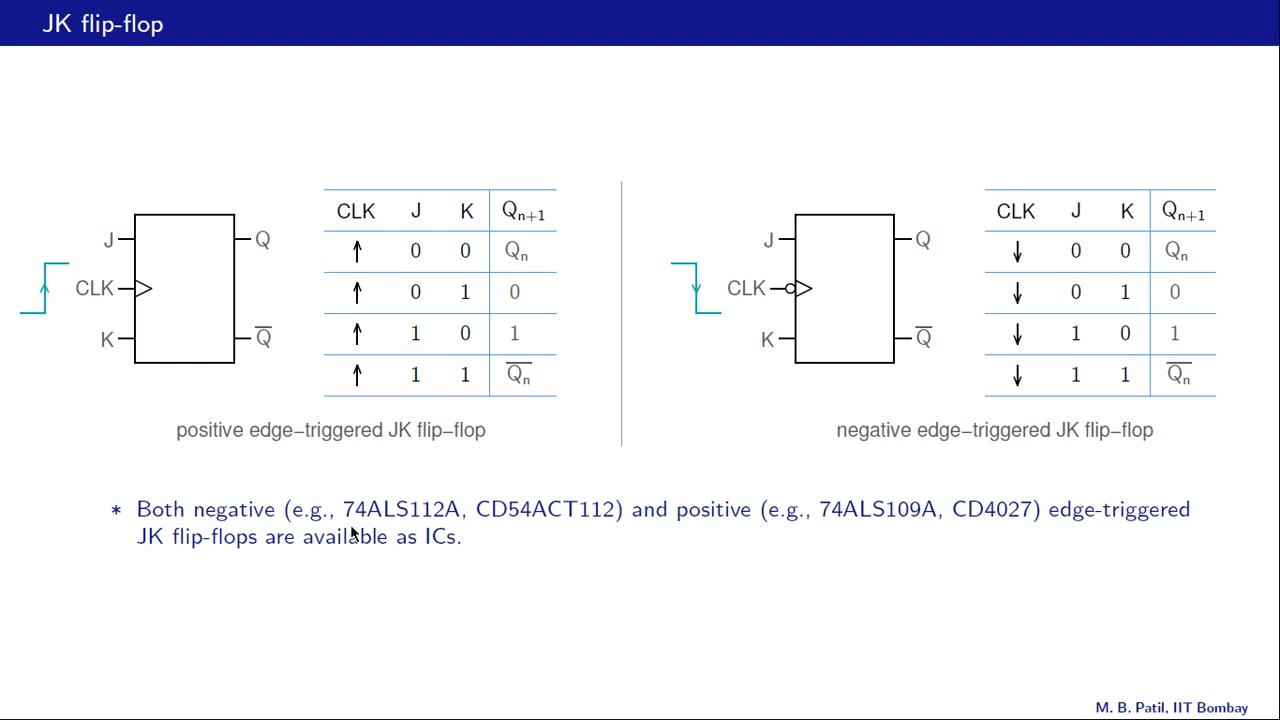 JK flip-flop
J
CLK
K
Q
Q̅
CLK J K Qₙ₊₁
↑ 0 0 Qₙ
↑ 0 1 0
↑ 1 0 1
↑ 1 1 Q̅ₙ
positive edge−triggered JK flip−flop
J
CLK
K
Q
Q̅
CLK J K Qₙ₊₁
↓ 0 0 Qₙ
↓ 0 1 0
↓ 1 0 1
↓ 1 1 Q̅ₙ
negative edge−triggered JK flip−flop
* Both negative (e.g., 74ALS112A, CD54ACT112) and positive (e.g., 74ALS109A, CD4027) edge-triggered
JK flip-flops are available as ICs.
M. B. Patil, IIT Bombay